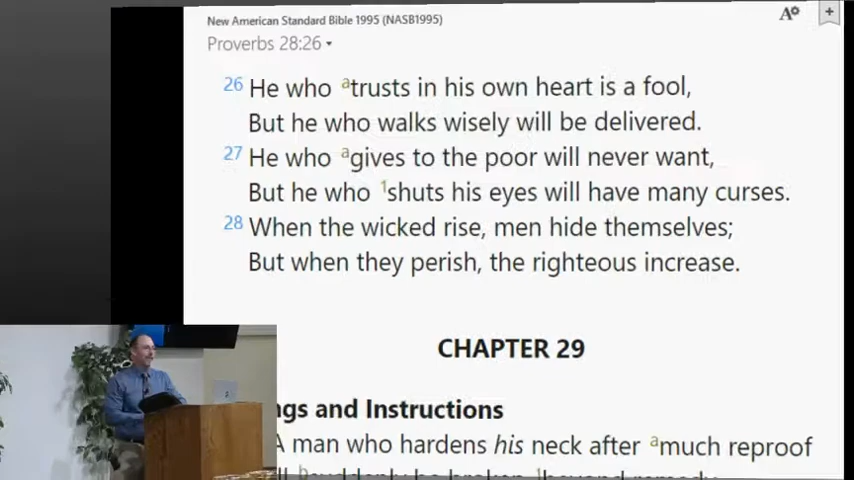 New American Standard Bible 1995 (NASB1995)
Proverbs 28:26
A
+
26 He who a trusts in his own heart is a fool,
But he who walks wisely will be delivered.
27 He who a gives to the poor will never want,
But he who 1 shuts his eyes will have many curses.
28 When the wicked rise, men hide themselves;
But when they perish, the righteous increase.
CHAPTER 29
ngs and Instructions
A man who hardens his neck after a much reproof